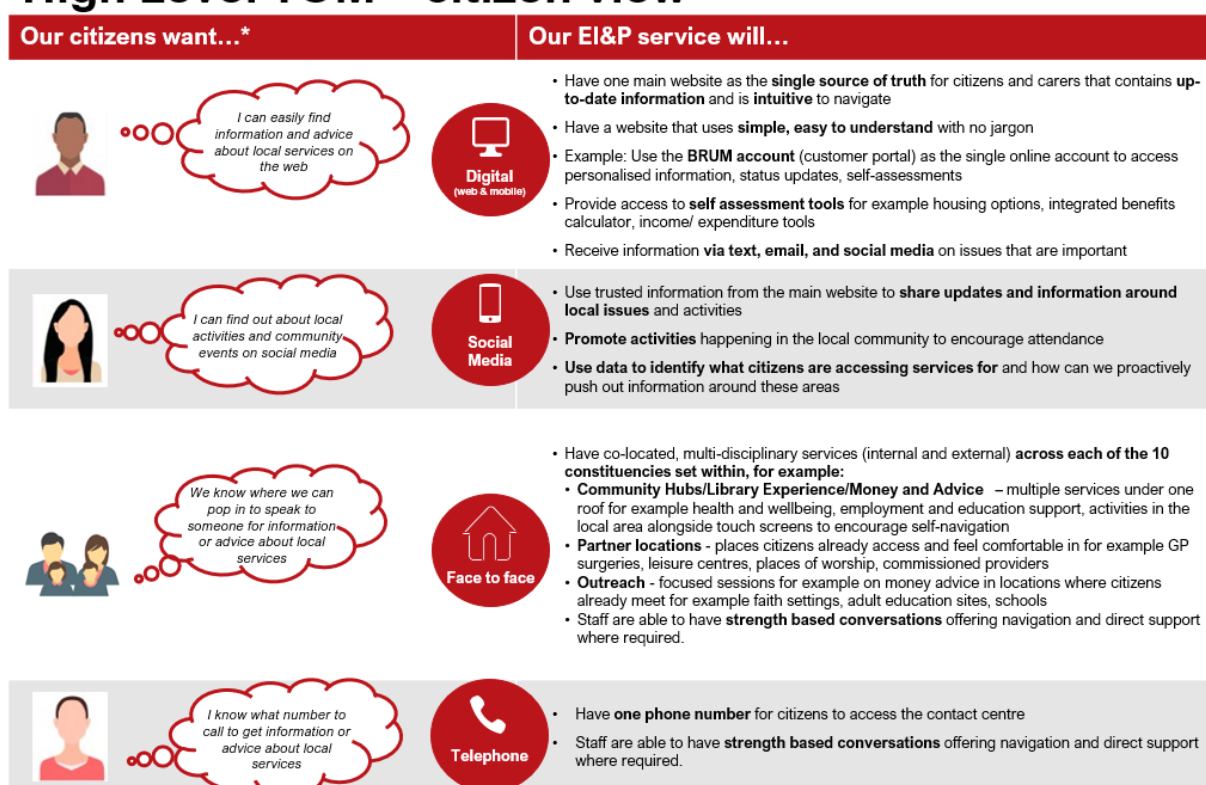 High Level TOM – Citizen View
Our citizens want…*
Our EI&P service will…
I can easily find
information and advice
about local services on
the web
Digital
(web & mobile)
• Have one main website as the single source of truth for citizens and carers that contains up-
to-date information and is intuitive to navigate
• Have a website that uses simple, easy to understand with no jargon
• Example: Use the BRUM account (customer portal) as the single online account to access
personalised information, status updates, self-assessments
• Provide access to self assessment tools for example housing options, integrated benefits
calculator, income/ expenditure tools
• Receive information via text, email, and social media on issues that are important
I can find out about local
activities and community
events on social media
Social
Media
• Use trusted information from the main website to share updates and information around
local issues and activities
• Promote activities happening in the local community to encourage attendance
• Use data to identify what citizens are accessing services for and how can we proactively
push out information around these areas
We know where we can
pop in to speak to
someone for information
or advice about local
services
Face to face
• Have co-located, multi-disciplinary services (internal and external) across each of the 10
constituencies set within, for example:
• Community Hubs/Library Experience/Money and Advice – multiple services under one
roof for example health and wellbeing, employment and education support, activities in the
local area alongside touch screens to encourage self-navigation
• Partner locations - places citizens already access and feel comfortable in for example GP
surgeries, leisure centres, places of worship, commissioned providers
• Outreach - focused sessions for example on money advice in locations where citizens
already meet for example faith settings, adult education sites, schools
• Staff are able to have strength based conversations offering navigation and direct support
where required.
I know what number to
call to get information or
advice about local
services
Telephone
• Have one phone number for citizens to access the contact centre
• Staff are able to have strength based conversations offering navigation and direct support
where required.